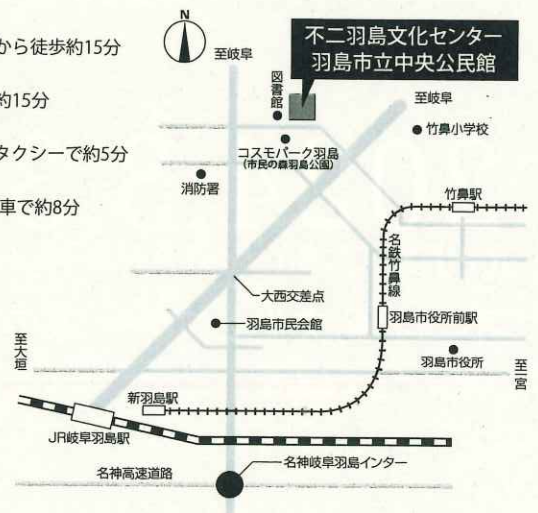 から徒歩約15分
約15分
タクシーで約5分
車で約8分
N
至岐阜
不二羽島文化センター
羽島市立中央公民館
図書館
至岐阜
竹鼻小学校
コスモパーク羽島
(市民の森羽島公園)
消防署
竹鼻駅
名鉄竹鼻線
大西交差点
羽島市民会館
羽島市役所前駅
羽島市役所
至大垣
至一宮
新羽島駅
JR岐阜羽島駅
名神岐阜羽島インター
名神高速道路